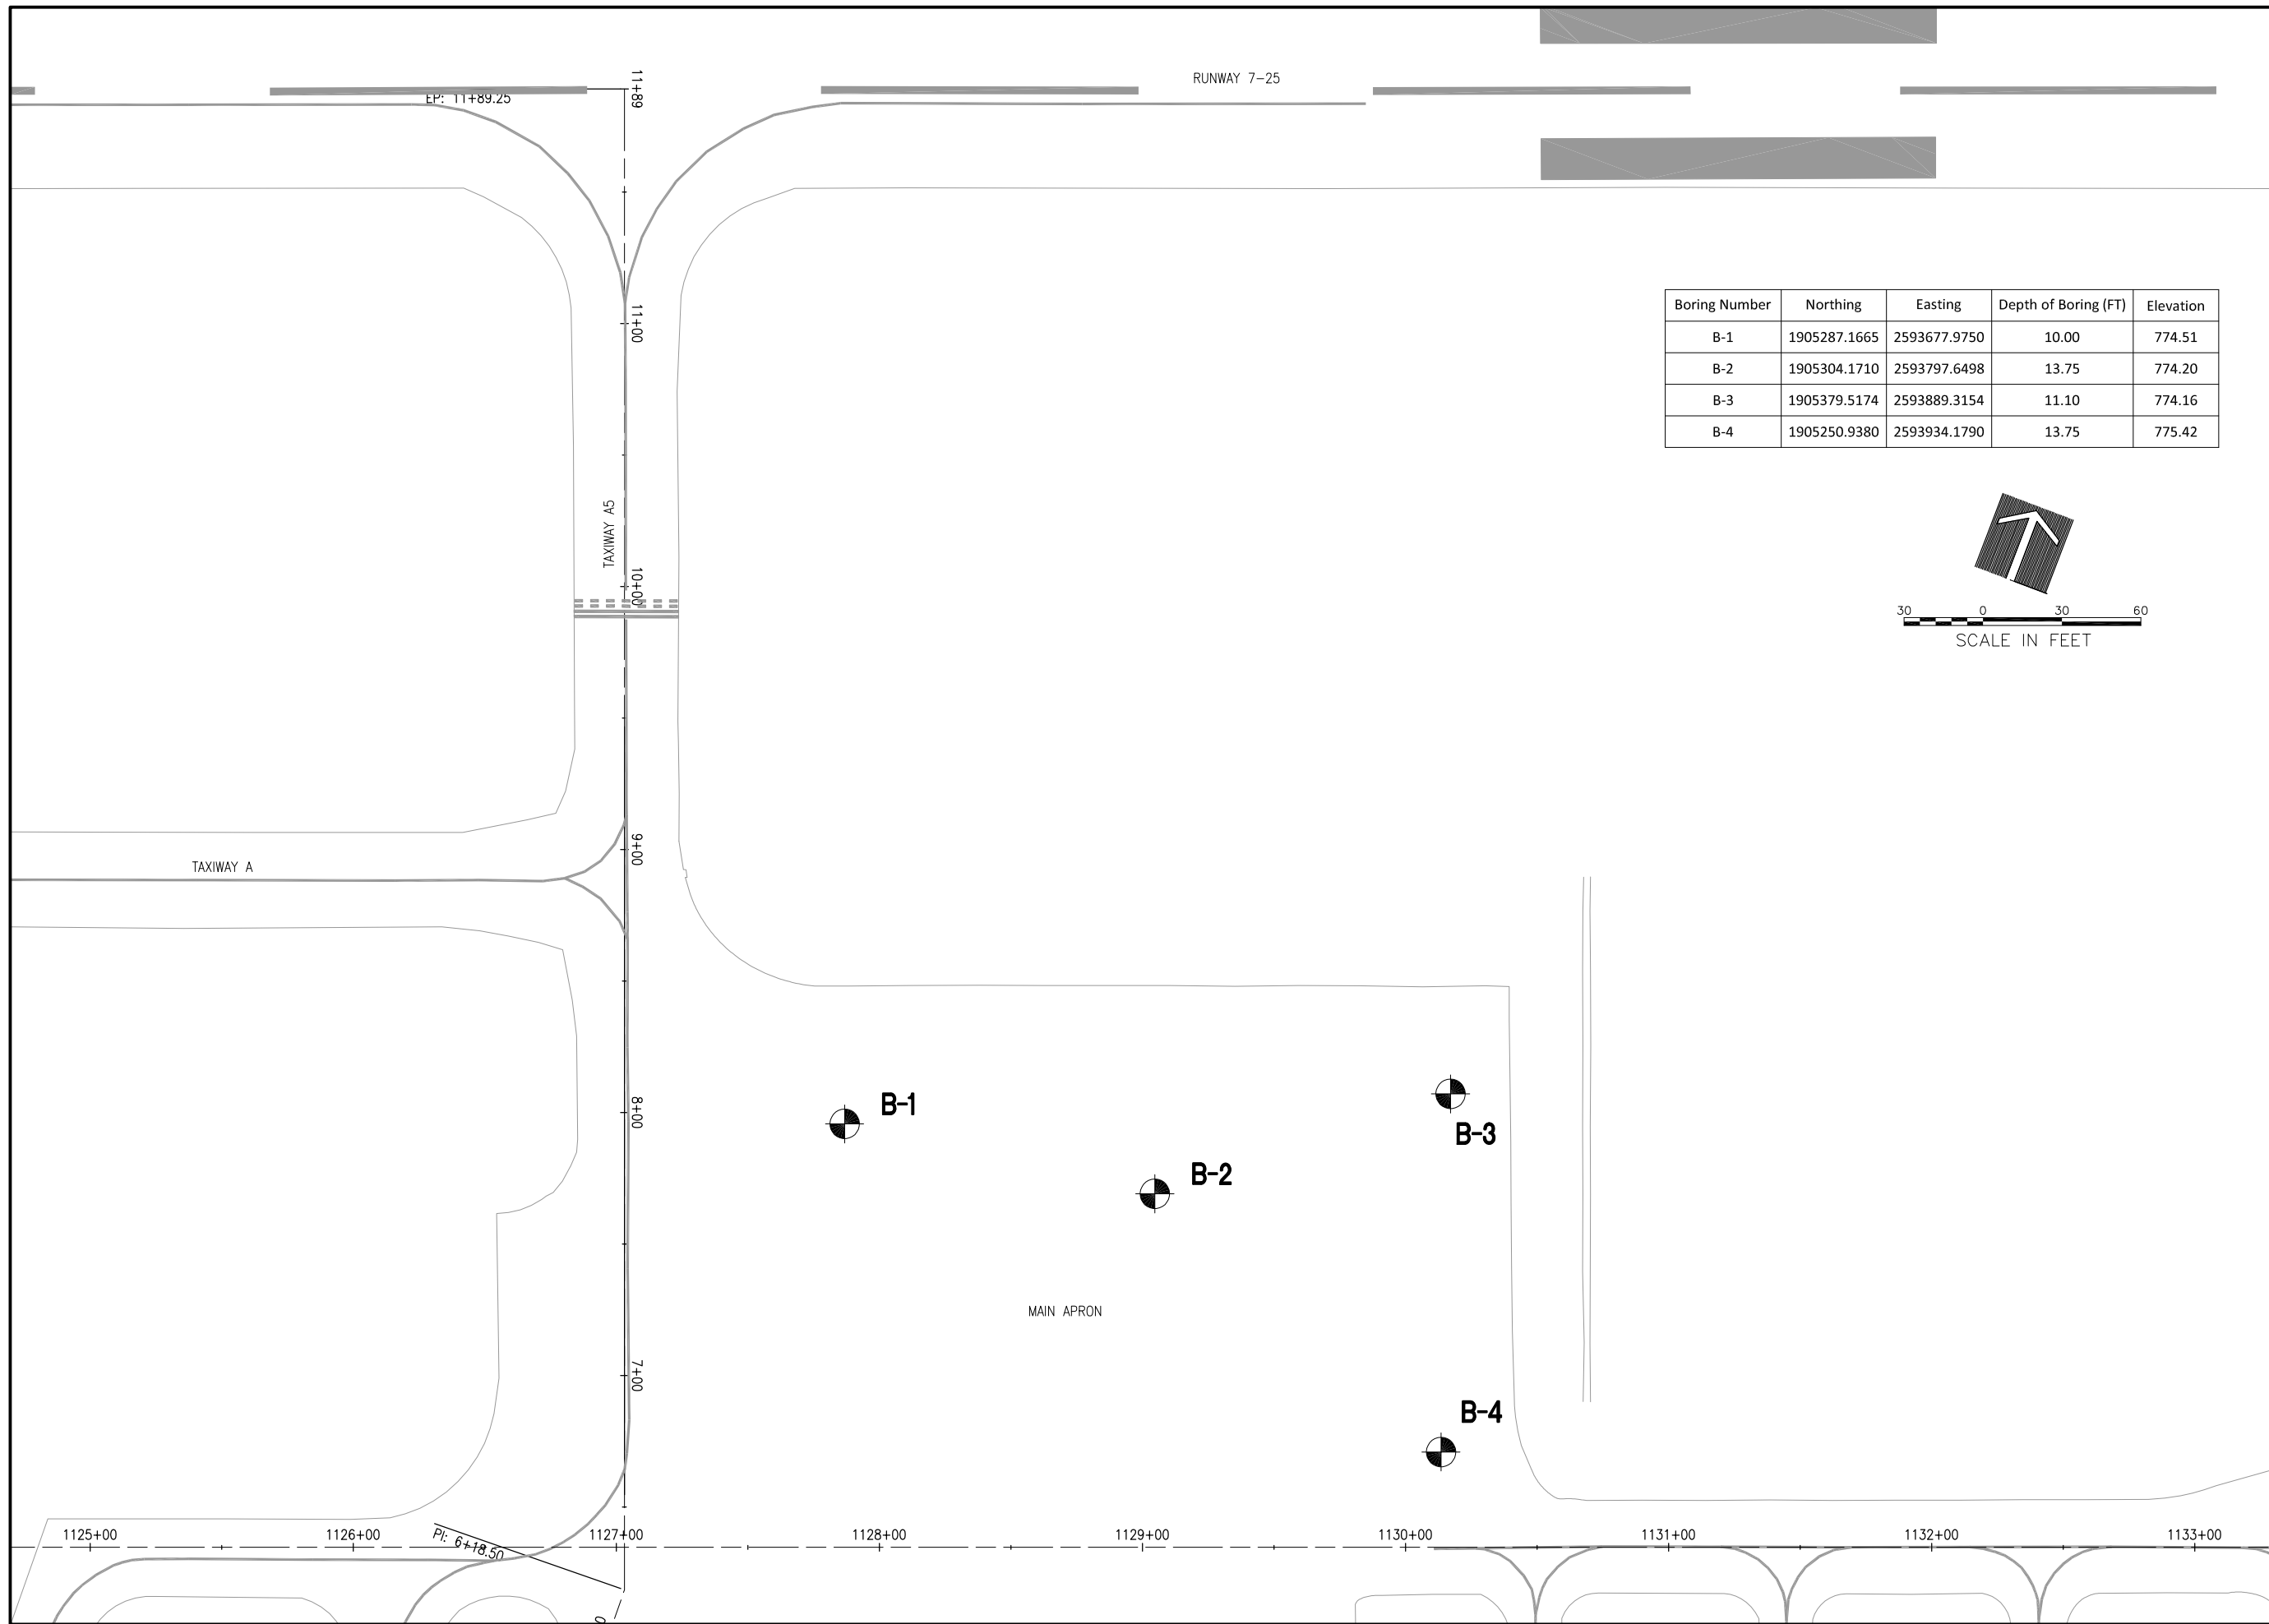 RUNWAY 7-25
11+89
EP: 11+89.25
Boring Number Northing Easting Depth of Boring (FT) Elevation
B-1 1905287.1665 2593677.9750 10.00 774.51
B-2 1905304.1710 2593797.6498 13.75 774.20
B-3 1905379.5174 2593889.3154 11.10 774.16
B-4 1905250.9380 2593934.1790 13.75 775.42
11+00
TAXIWAY A5
10+00
30 0 30 60
SCALE IN FEET
9+00
TAXIWAY A
8+00
B-1
B-3
B-2
MAIN APRON
7+00
B-4
1125+00 1126+00 1127+00 1128+00 1129+00 1130+00 1131+00 1132+00 1133+00
PI: 6+18.50
0